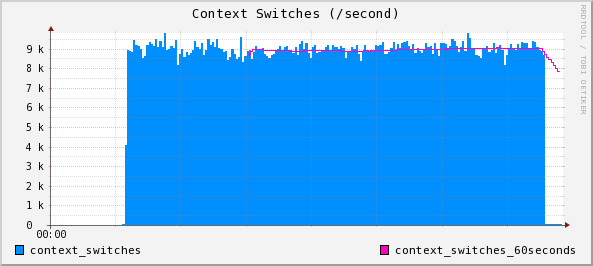 Context Switches (/second)
RRDTOOL / TOBI OETIKER
9 k
8 k
7 k
6 k
5 k
4 k
3 k
2 k
1 k
0
00:00
context_switches
context_switches_60seconds